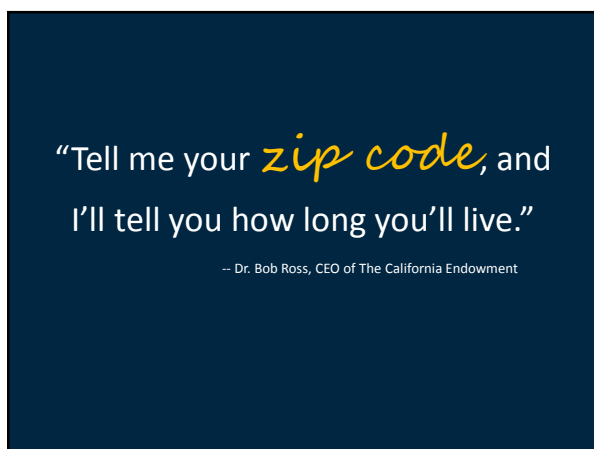 “Tell me your zip code, and
I’ll tell you how long you’ll live.”
-- Dr. Bob Ross, CEO of The California Endowment